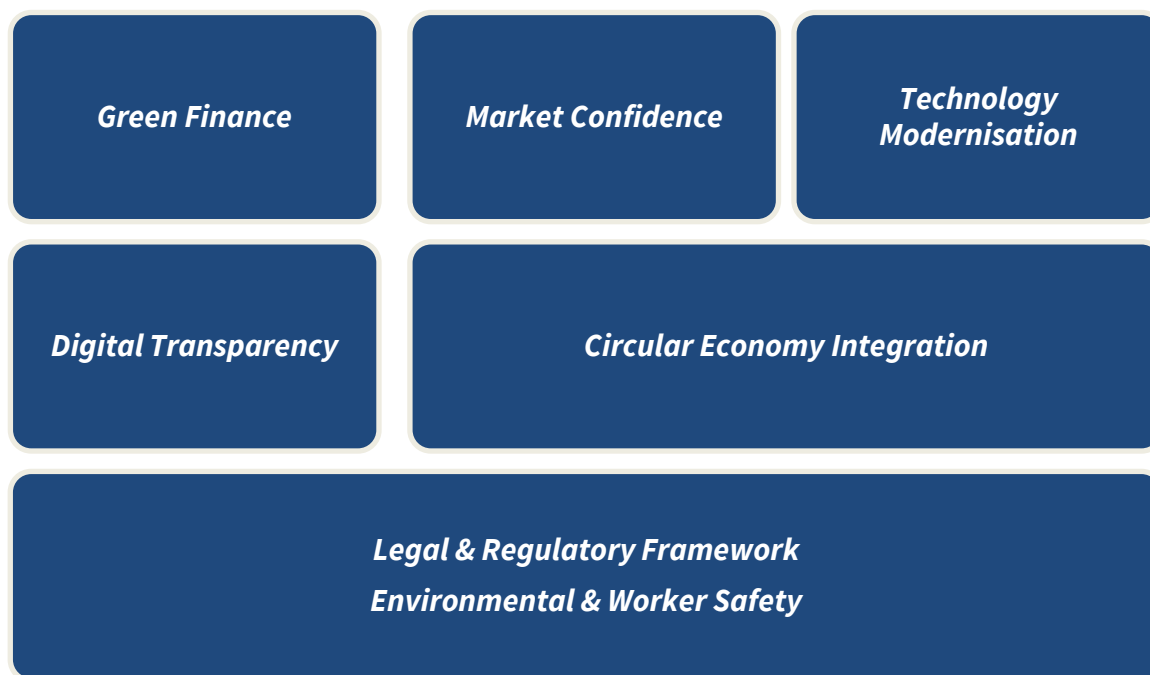 Green Finance
Market Confidence
Technology
Modernisation
Digital Transparency
Circular Economy Integration
Legal & Regulatory Framework
Environmental & Worker Safety